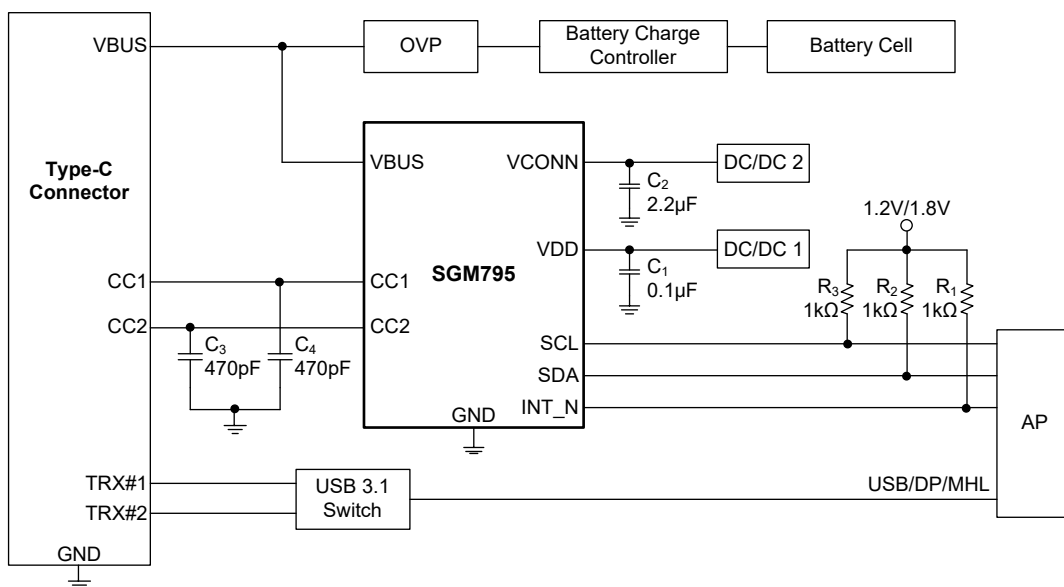 VBUS
OVP
Battery Charge
Controller
Battery Cell
Type-C
Connector
VBUS
VCONN
DC/DC 2
C2
2.2µF
1.2V/1.8V
VDD
DC/DC 1
C1
0.1µF
SGM795
CC1
CC1
R3
1kΩ
R2
1kΩ
R1
1kΩ
CC2
CC2
C3
470pF
C4
470pF
SCL
SDA
INT_N
GND
AP
TRX#1
TRX#2
USB 3.1
Switch
USB/DP/MHL
GND